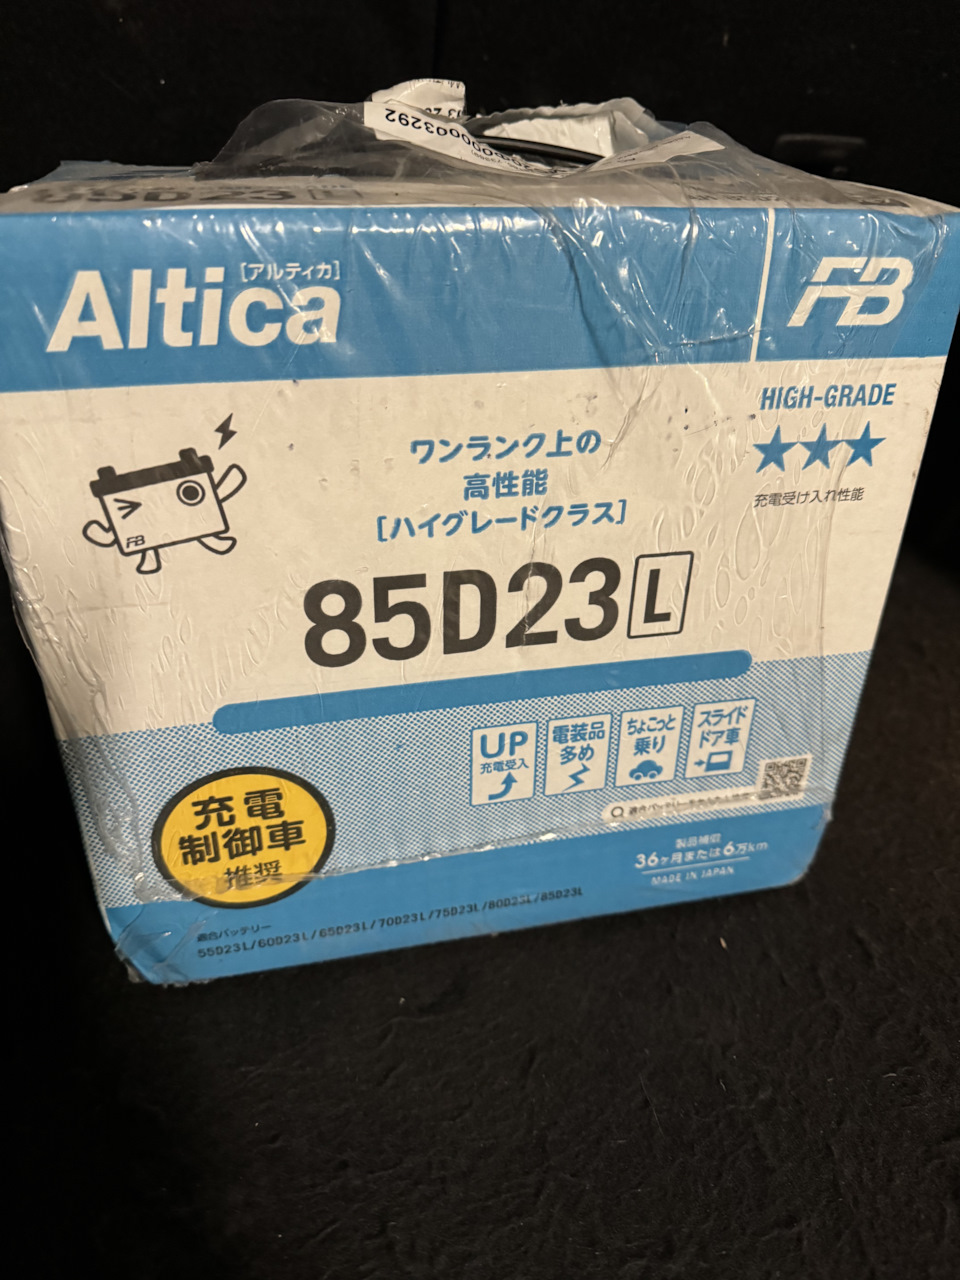 85D23L
[アルティカ]
Altica
FB
HIGH-GRADE
★★★
充電受け入れ性能
ワンランク上の
高性能
[ハイグレードクラス]
FB
85D23L
UP
充電受入
電装品
多め
ちょこっと
乗り
スライド
ドア車
充電
制御車
推奨
製品補償
36ヶ月または6万km
MADE IN JAPAN
適合バッテリー
55D23L/60D23L/65D23L/70D23L/75D23L/80D23L/85D23L